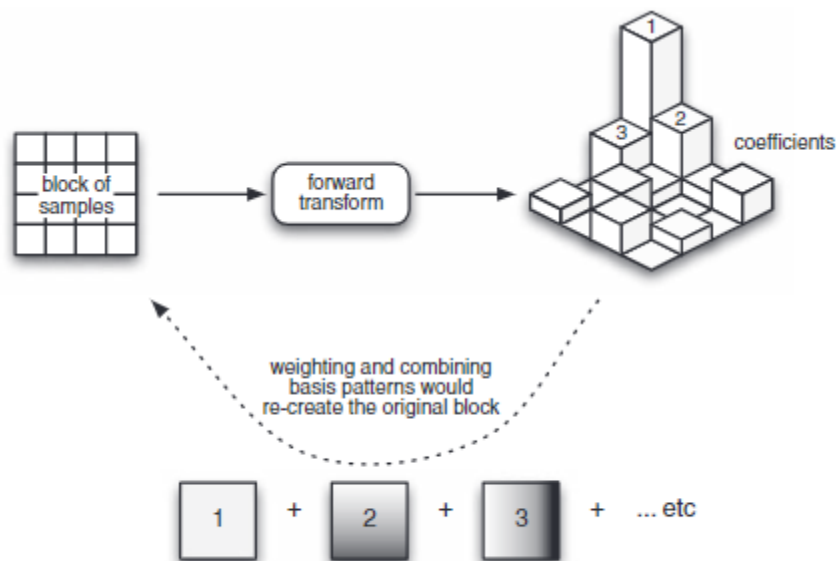 1
2
3
coefficients
block of
samples
forward
transform
weighting and combining
basis patterns would
re-create the original block
1 + 2 + 3 + ... etc